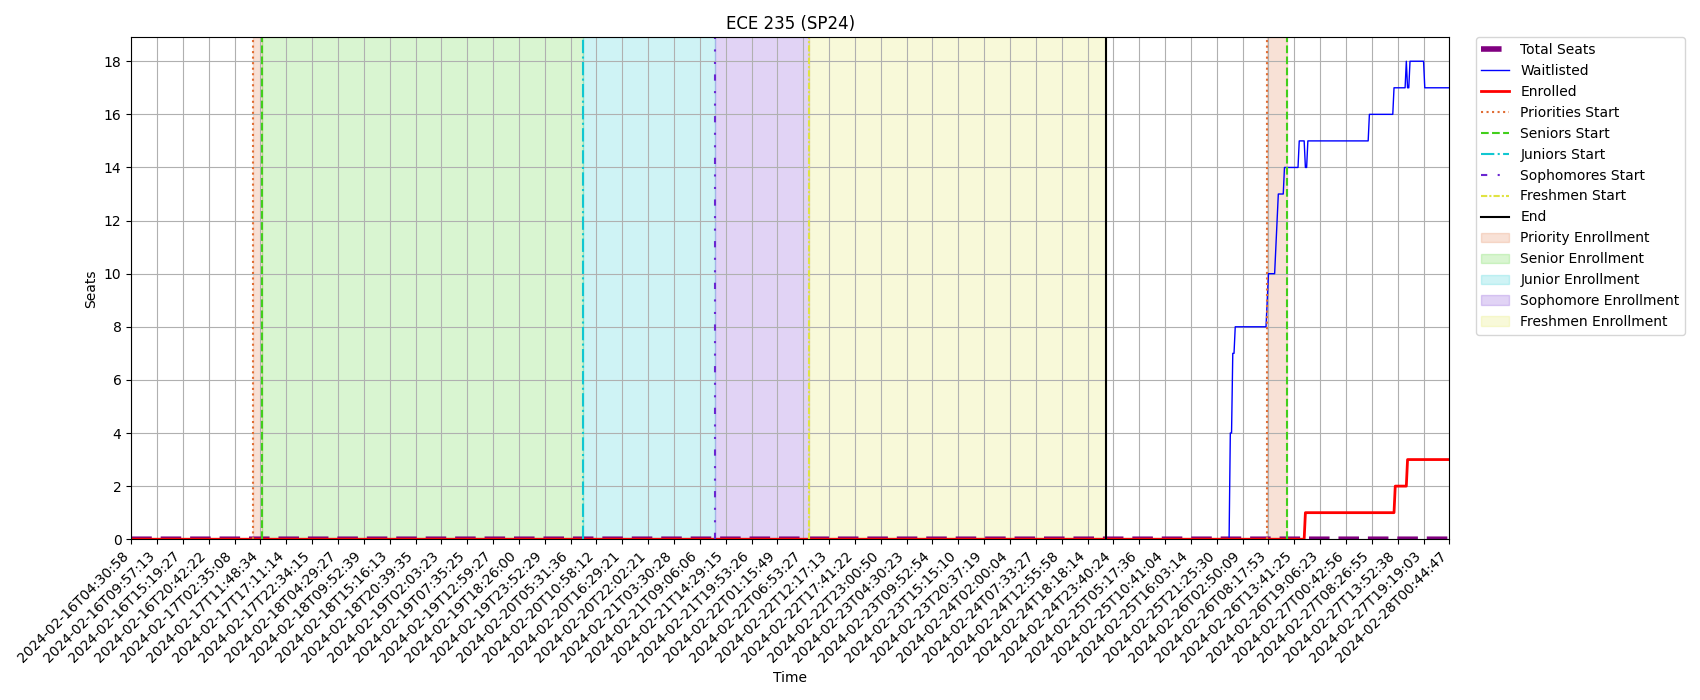 ECE 235 (SP24)
Seats
18
16
14
12
10
8
6
4
2
0
2024-02-16T04:30:58
2024-02-16T09:57:13
2024-02-16T15:19:27
2024-02-16T20:42:22
2024-02-17T02:35:08
2024-02-17T11:48:34
2024-02-17T17:11:14
2024-02-17T22:34:15
2024-02-18T04:29:27
2024-02-18T09:52:39
2024-02-18T15:16:13
2024-02-18T20:39:35
2024-02-19T02:03:23
2024-02-19T07:35:25
2024-02-19T12:59:27
2024-02-19T18:26:00
2024-02-19T23:52:29
2024-02-20T05:31:36
2024-02-20T10:58:12
2024-02-20T16:29:21
2024-02-20T22:02:21
2024-02-21T03:30:28
2024-02-21T09:06:06
2024-02-21T14:29:15
2024-02-21T19:53:26
2024-02-22T01:15:49
2024-02-22T06:53:27
2024-02-22T12:17:13
2024-02-22T17:41:22
2024-02-22T23:00:50
2024-02-23T04:30:23
2024-02-23T09:52:54
2024-02-23T15:15:10
2024-02-23T20:37:19
2024-02-24T02:00:04
2024-02-24T07:33:27
2024-02-24T12:55:58
2024-02-24T18:18:14
2024-02-24T23:40:24
2024-02-25T05:17:36
2024-02-25T10:41:04
2024-02-25T16:03:14
2024-02-25T21:25:30
2024-02-26T02:50:09
2024-02-26T08:17:53
2024-02-26T13:41:25
2024-02-26T19:06:23
2024-02-27T00:42:56
2024-02-27T08:26:55
2024-02-27T13:52:38
2024-02-27T19:19:03
2024-02-28T00:44:47
Time
Total Seats
Waitlisted
Enrolled
Priorities Start
Seniors Start
Juniors Start
Sophomores Start
Freshmen Start
End
Priority Enrollment
Senior Enrollment
Junior Enrollment
Sophomore Enrollment
Freshmen Enrollment